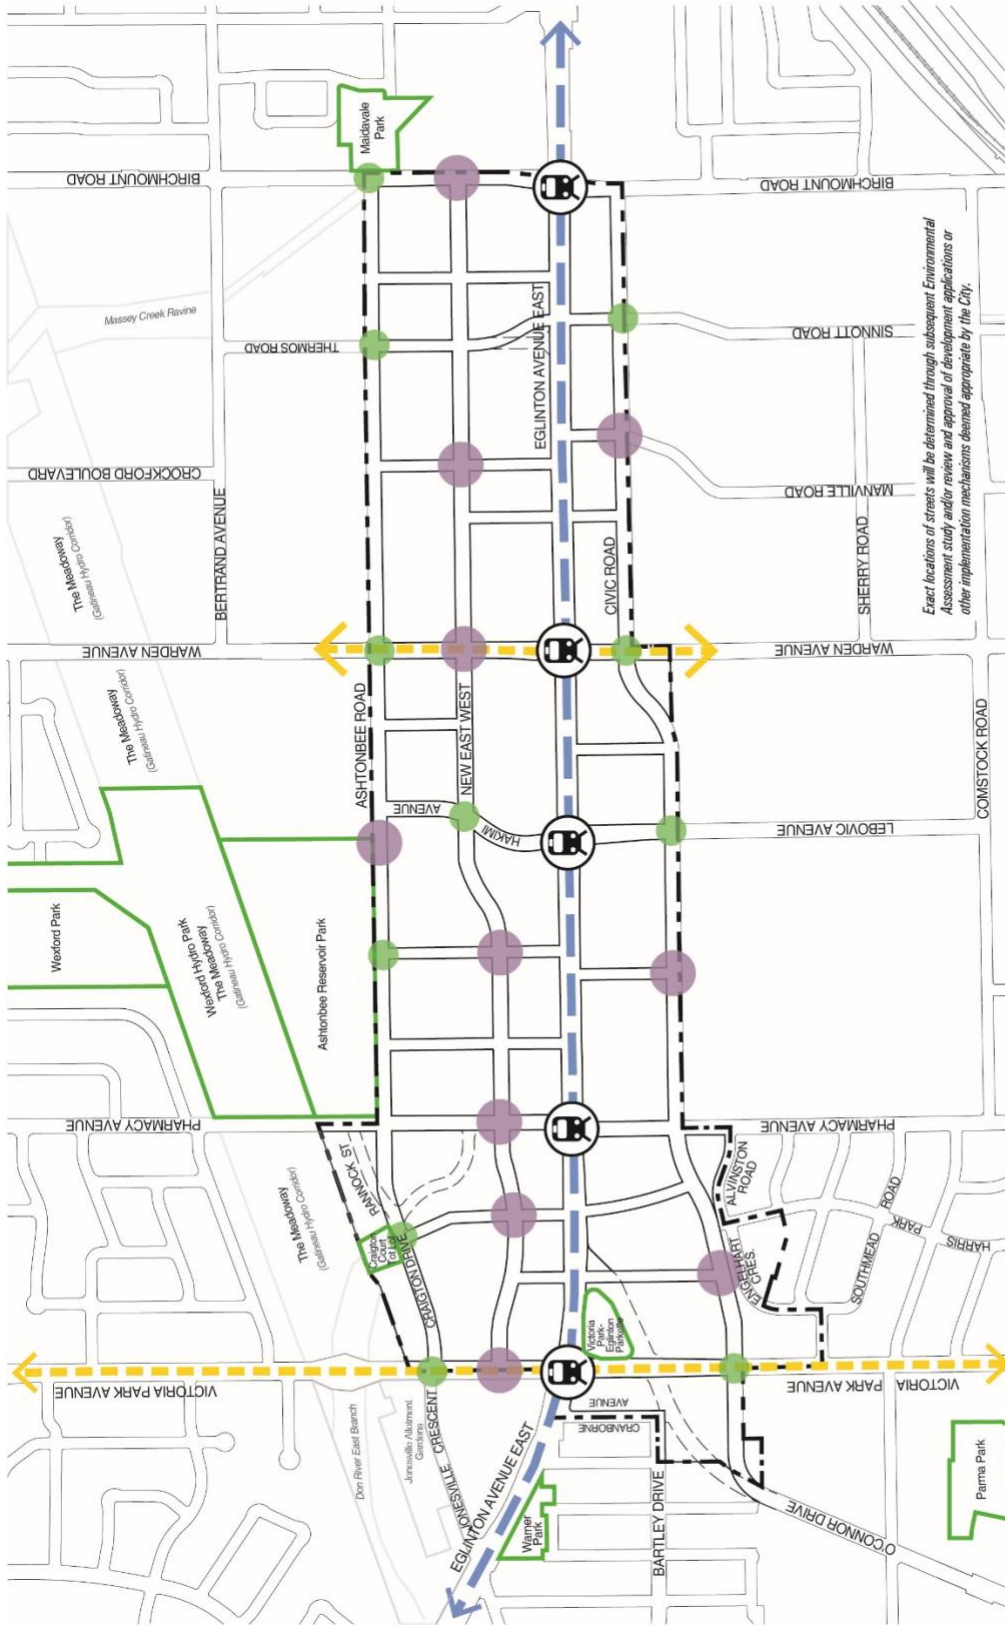 Maidavale
Park
BIRCHMOUNT ROAD
BIRCHMOUNT ROAD
Massey Creek Ravine
THERMOS ROAD
EGLINTON AVENUE EAST
SINNOTT ROAD
CROCKFORD BOULEVARD
MANVILLE ROAD
The Meadoway
(Gatineau Hydro Corridor)
BERTRAND AVENUE
CIVIC ROAD
SHERRY ROAD
Exact locations of streets will be determined through subsequent Environmental
Assessment study and/or review and approval of development applications or
other implementation mechanisms deemed appropriate by the City.
WARDEN AVENUE
WARDEN AVENUE
The Meadoway
(Gatineau Hydro Corridor)
ASHTONBEE ROAD
NEW EAST WEST
COMSTOCK ROAD
HAKIMI
AVENUE
LEBOVIC AVENUE
Wexford Park
Wexford Hydro Park
The Meadoway
(Gatineau Hydro Corridor)
Ashtonbee Reservoir Park
PHARMACY AVENUE
PHARMACY AVENUE
The Meadoway
(Gatineau Hydro Corridor)
RANNOCK ST
ALVINSTON
ROAD
Craigton
Court
CRAIGTON DRIVE
ENGELHART
CRES.
SOUTHMEAD
ROAD
HARRIS
PARK
Victoria
Park-
Eglinton
Parkette
VICTORIA PARK AVENUE
VICTORIA
PARK AVENUE
Don River East Branch
Jonesville Allotment
Gardens
JONESVILLE CRESCENT
EGLINTON AVENUE EAST
CRANBORNE
AVENUE
Warner
Park
BARTLEY DRIVE
O'CONNOR DRIVE
Parma Park